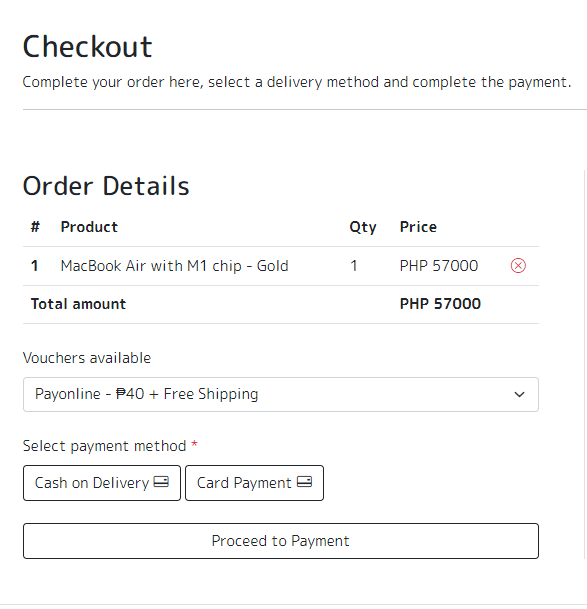 Checkout
Complete your order here, select a delivery method and complete the payment.
Order Details
# Product Qty Price
1 MacBook Air with M1 chip - Gold 1 PHP 57000
Total amount PHP 57000
Vouchers available
Payonline - ₱40 + Free Shipping
Select payment method *
Cash on Delivery Card Payment
Proceed to Payment